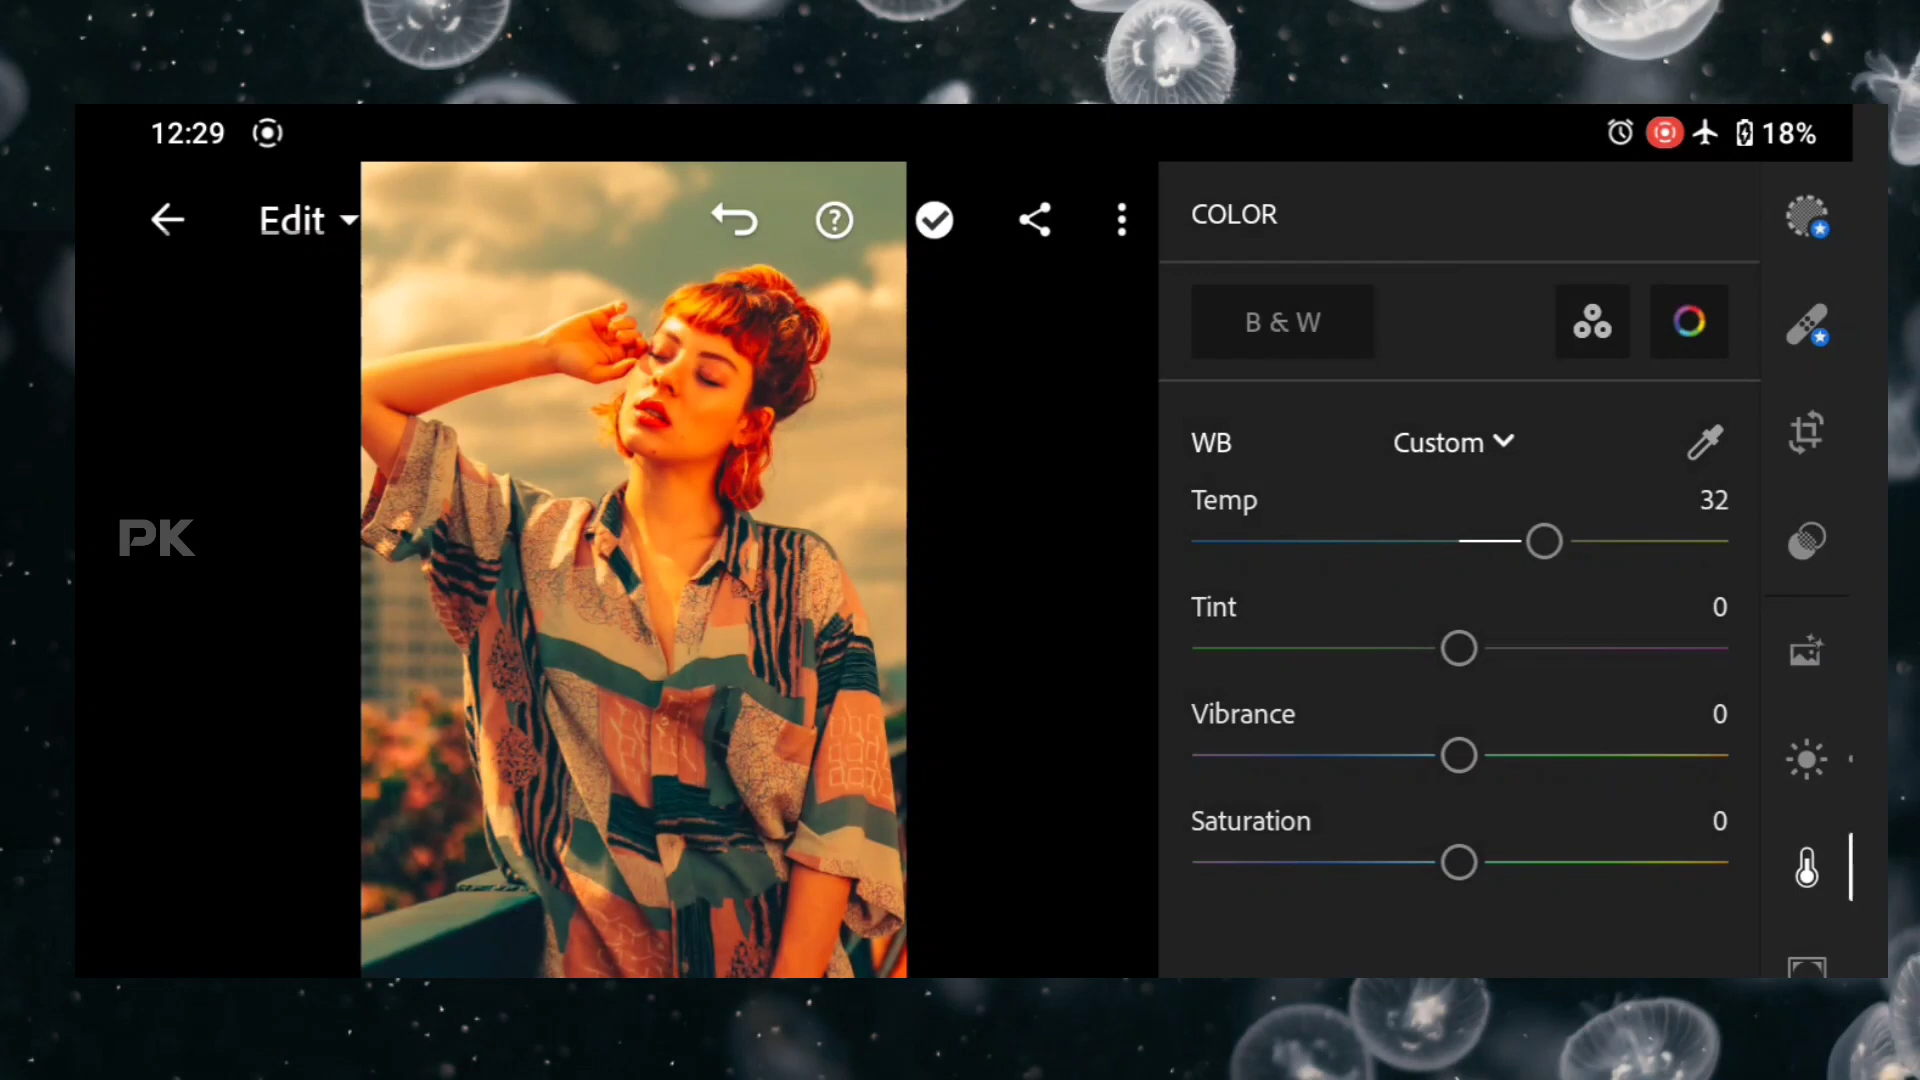 12:29
18%
Edit
COLOR
B & W
WB
Custom
Temp
32
Tint
0
Vibrance
0
Saturation
0
PK